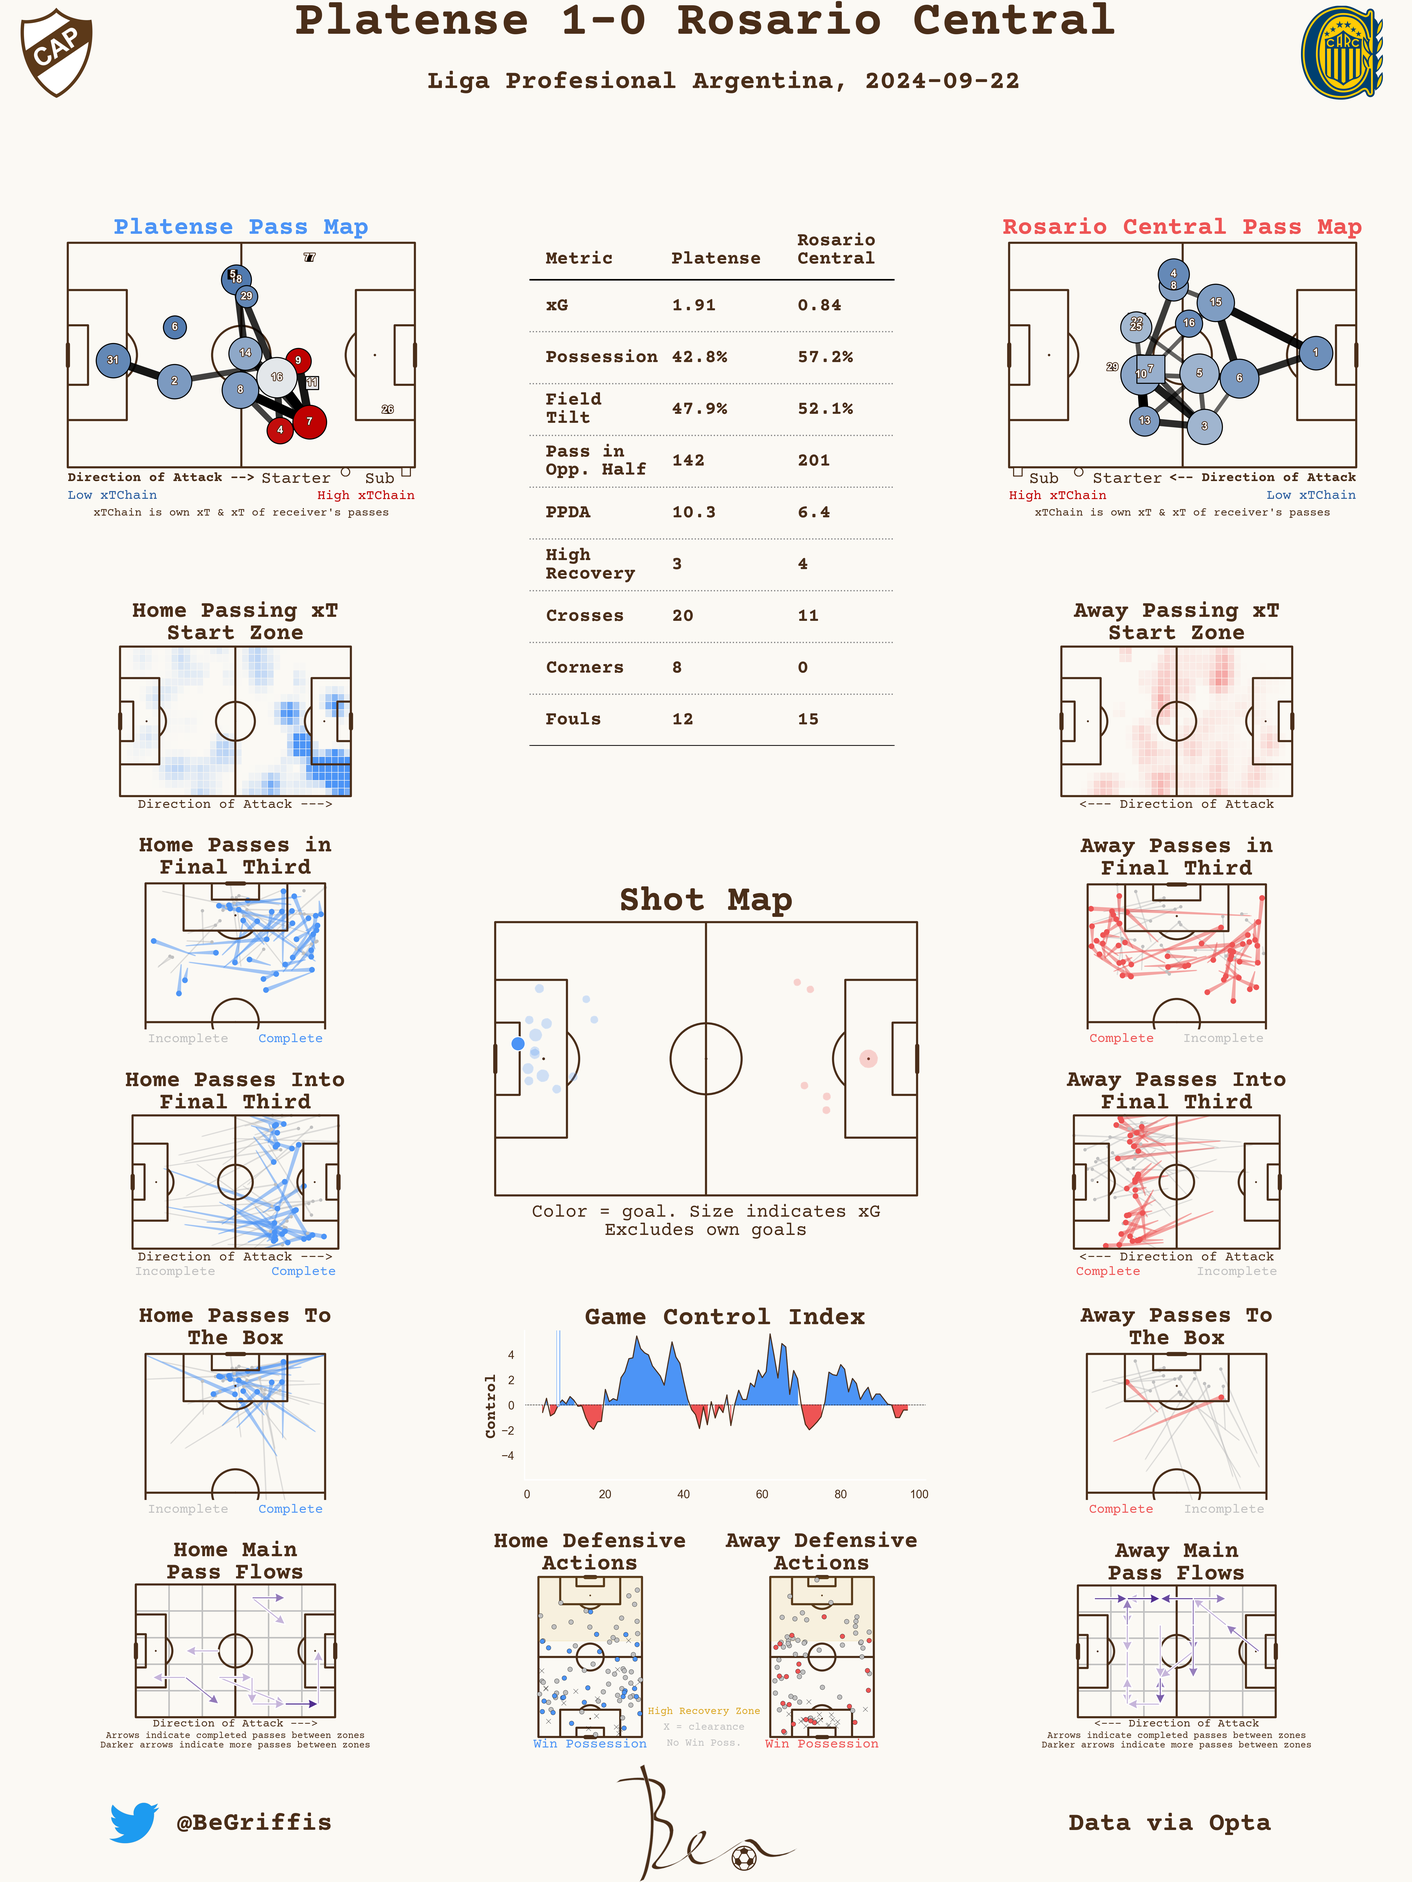 Platense 1-0 Rosario Central
Liga Profesional Argentina, 2024-09-22
CAP
CARC
Platense Pass Map
5
18
29
6
14
31
2
16
9
11
8
7
4
26
77
Direction of Attack --> Starter Sub
Low xTChain High xTChain
xTChain is own xT & xT of receiver's passes
Metric Platense Rosario Central
xG 1.91 0.84
Possession 42.8% 57.2%
Field Tilt 47.9% 52.1%
Pass in Opp. Half 142 201
PPDA 10.3 6.4
High Recovery 3 4
Crosses 20 11
Corners 8 0
Fouls 12 15
Rosario Central Pass Map
4
8
15
22
25
16
1
29
10
7
5
6
13
3
Sub Starter <-- Direction of Attack
High xTChain Low xTChain
xTChain is own xT & xT of receiver's passes
Home Passing xT
Start Zone
Direction of Attack --->
Away Passing xT
Start Zone
<--- Direction of Attack
Home Passes in
Final Third
Incomplete Complete
Away Passes in
Final Third
Complete Incomplete
Shot Map
Color = goal. Size indicates xG
Excludes own goals
Home Passes Into
Final Third
Direction of Attack --->
Incomplete Complete
Away Passes Into
Final Third
<--- Direction of Attack
Complete Incomplete
Home Passes To
The Box
Incomplete Complete
Game Control Index
Control
4
2
0
−2
−4
0 20 40 60 80 100
Away Passes To
The Box
Complete Incomplete
Home Main
Pass Flows
Direction of Attack --->
Arrows indicate completed passes between zones
Darker arrows indicate more passes between zones
Home Defensive
Actions
Win Possession
Away Defensive
Actions
Win Possession
High Recovery Zone
X = clearance
No Win Poss.
Away Main
Pass Flows
<--- Direction of Attack
Arrows indicate completed passes between zones
Darker arrows indicate more passes between zones
@BeGriffis
Ben
Data via Opta